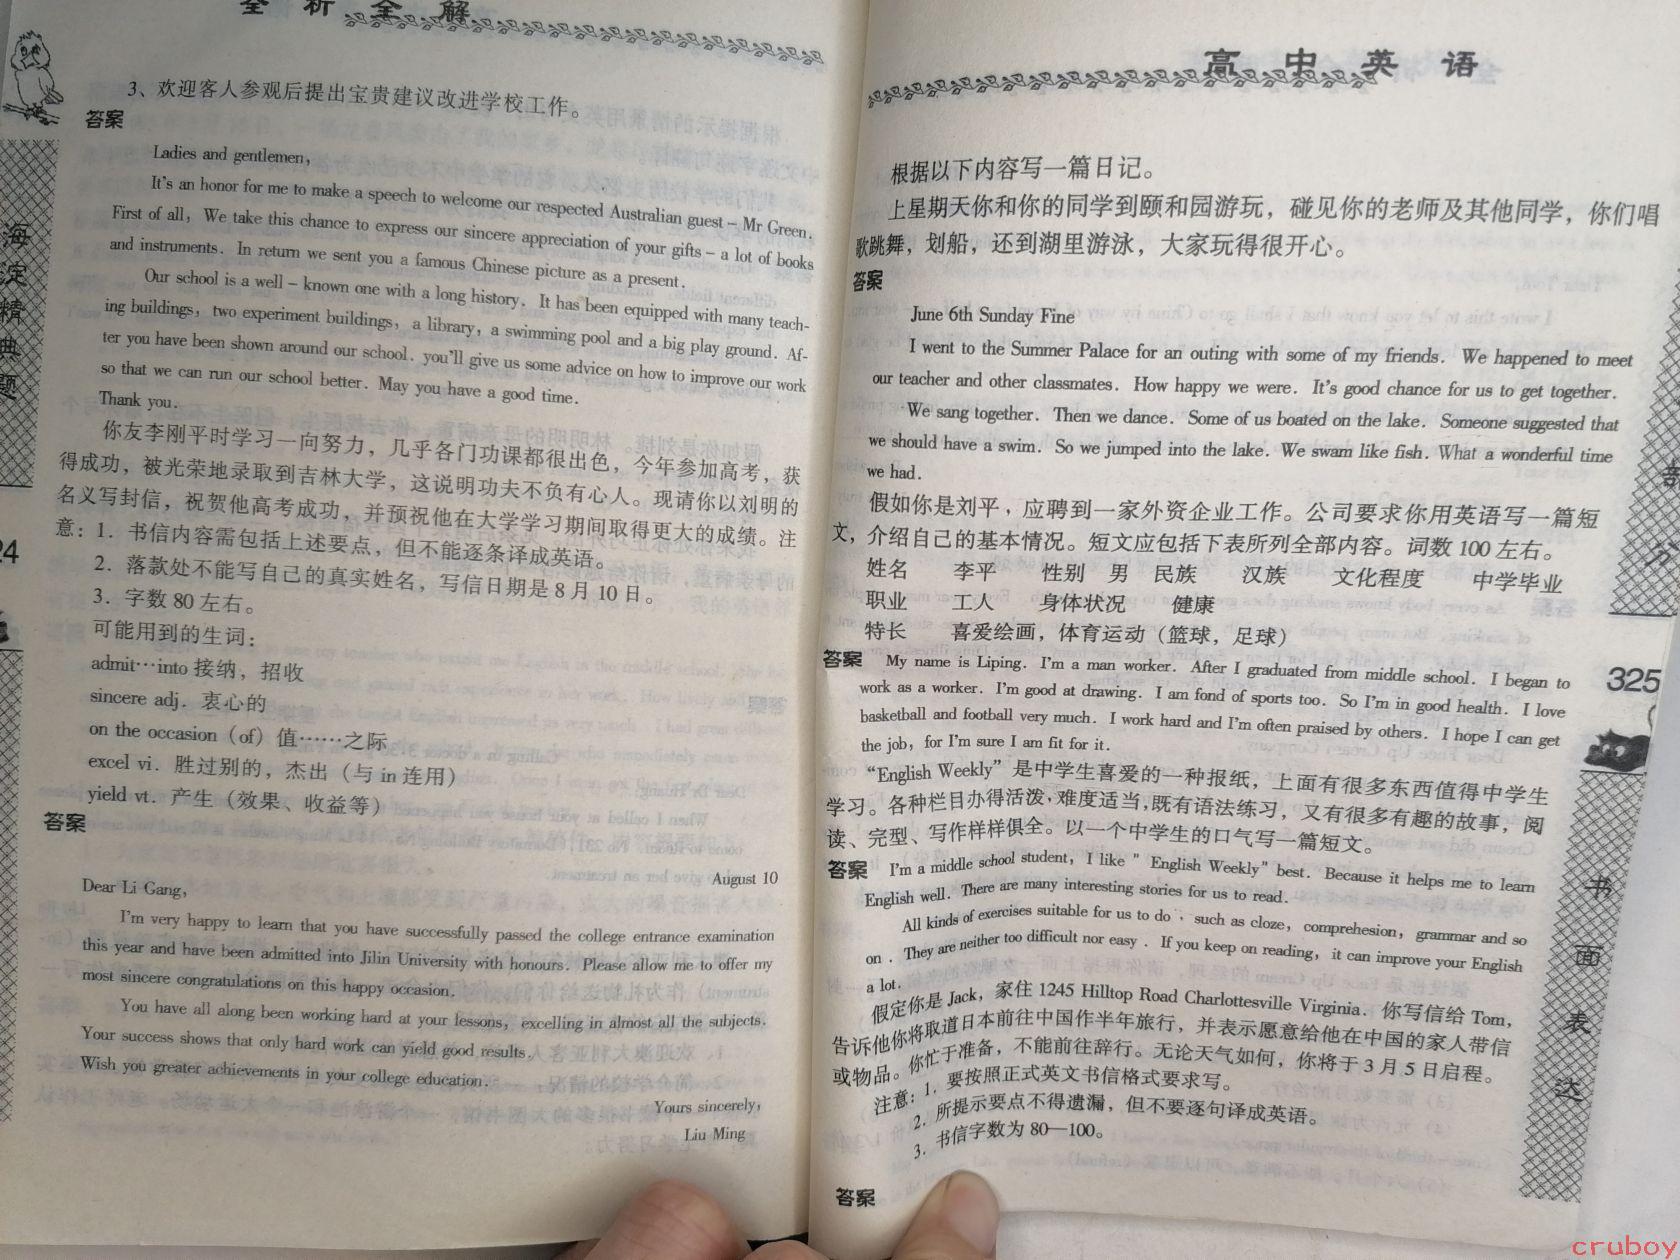 全析全解
3、欢迎客人参观后提出宝贵建议改进学校工作。
答案
Ladies and gentlemen,
It's an honor for me to make a speech to welcome our respected Australian guest – Mr Green.
First of all, We take this chance to express our sincere appreciation of your gifts – a lot of books
and instruments. In return we sent you a famous Chinese picture as a present.
Our school is a well – known one with a long history. It has been equipped with many teach-
ing buildings, two experiment buildings, a library, a swimming pool and a big play ground. Af-
ter you have been shown around our school. you'll give us some advice on how to improve our work
so that we can run our school better. May you have a good time.
Thank you.
你友李刚平时学习一向努力，几乎各门功课都很出色，今年参加高考，获
得成功，被光荣地录取到吉林大学，这说明功夫不负有心人。现请你以刘明的
名义写封信，祝贺他高考成功，并预祝他在大学学习期间取得更大的成绩。注
意：1．书信内容需包括上述要点，但不能逐条译成英语。
2．落款处不能写自己的真实姓名，写信日期是8月10日。
3．字数80左右。
可能用到的生词：
admit…into 接纳，招收
sincere adj. 衷心的
on the occasion (of) 值……之际
excel vi. 胜过别的，杰出（与in连用）
yield vt. 产生（效果、收益等）
答案
August 10
Dear Li Gang,
I'm very happy to learn that you have successfully passed the college entrance examination
this year and have been admitted into Jilin University with honours. Please allow me to offer my
most sincere congratulations on this happy occasion.
You have all along been working hard at your lessons, excelling in almost all the subjects.
Your success shows that only hard work can yield good results.
Wish you greater achievements in your college education.
Yours sincerely,
Liu Ming
海淀精典题
24
高中英语
根据以下内容写一篇日记。
上星期天你和你的同学到颐和园游玩，碰见你的老师及其他同学，你们唱
歌跳舞，划船，还到湖里游泳，大家玩得很开心。
答案
June 6th Sunday Fine
I went to the Summer Palace for an outing with some of my friends. We happened to meet
our teacher and other classmates. How happy we were. It's good chance for us to get together.
We sang together. Then we dance. Some of us boated on the lake. Someone suggested that
we should have a swim. So we jumped into the lake. We swam like fish. What a wonderful time
we had.
假如你是刘平，应聘到一家外资企业工作。公司要求你用英语写一篇短
文，介绍自己的基本情况。短文应包括下表所列全部内容。词数100左右。
姓名 李平 性别 男 民族 汉族 文化程度 中学毕业
职业 工人 身体状况 健康
特长 喜爱绘画，体育运动（篮球，足球）
答案 My name is Liping. I'm a man worker. After I graduated from middle school. I began to
work as a worker. I'm good at drawing. I am fond of sports too. So I'm in good health. I love
basketball and football very much. I work hard and I'm often praised by others. I hope I can get
the job, for I'm sure I am fit for it.
“English Weekly”是中学生喜爱的一种报纸，上面有很多东西值得中学生
学习。各种栏目办得活泼，难度适当，既有语法练习，又有很多有趣的故事，阅
读、完型、写作样样俱全。以一个中学生的口气写一篇短文。
答案 I'm a middle school student, I like ” English Weekly” best. Because it helps me to learn
English well. There are many interesting stories for us to read.
All kinds of exercises suitable for us to do , such as cloze, comprehesion, grammar and so
on . They are neither too difficult nor easy . If you keep on reading, it can improve your English
a lot.
假定你是Jack，家住1245 Hilltop Road Charlottesville Virginia．你写信给Tom，
告诉他你将取道日本前往中国作半年旅行，并表示愿意给他在中国的家人带信
或物品。你忙于准备，不能前往辞行。无论天气如何，你将于3月5日启程。
注意：1．要按照正式英文书信格式要求写。
2．所提示要点不得遗漏，但不要逐句译成英语。
3．书信字数为80—100。
答案
325
书面表达
cruboy